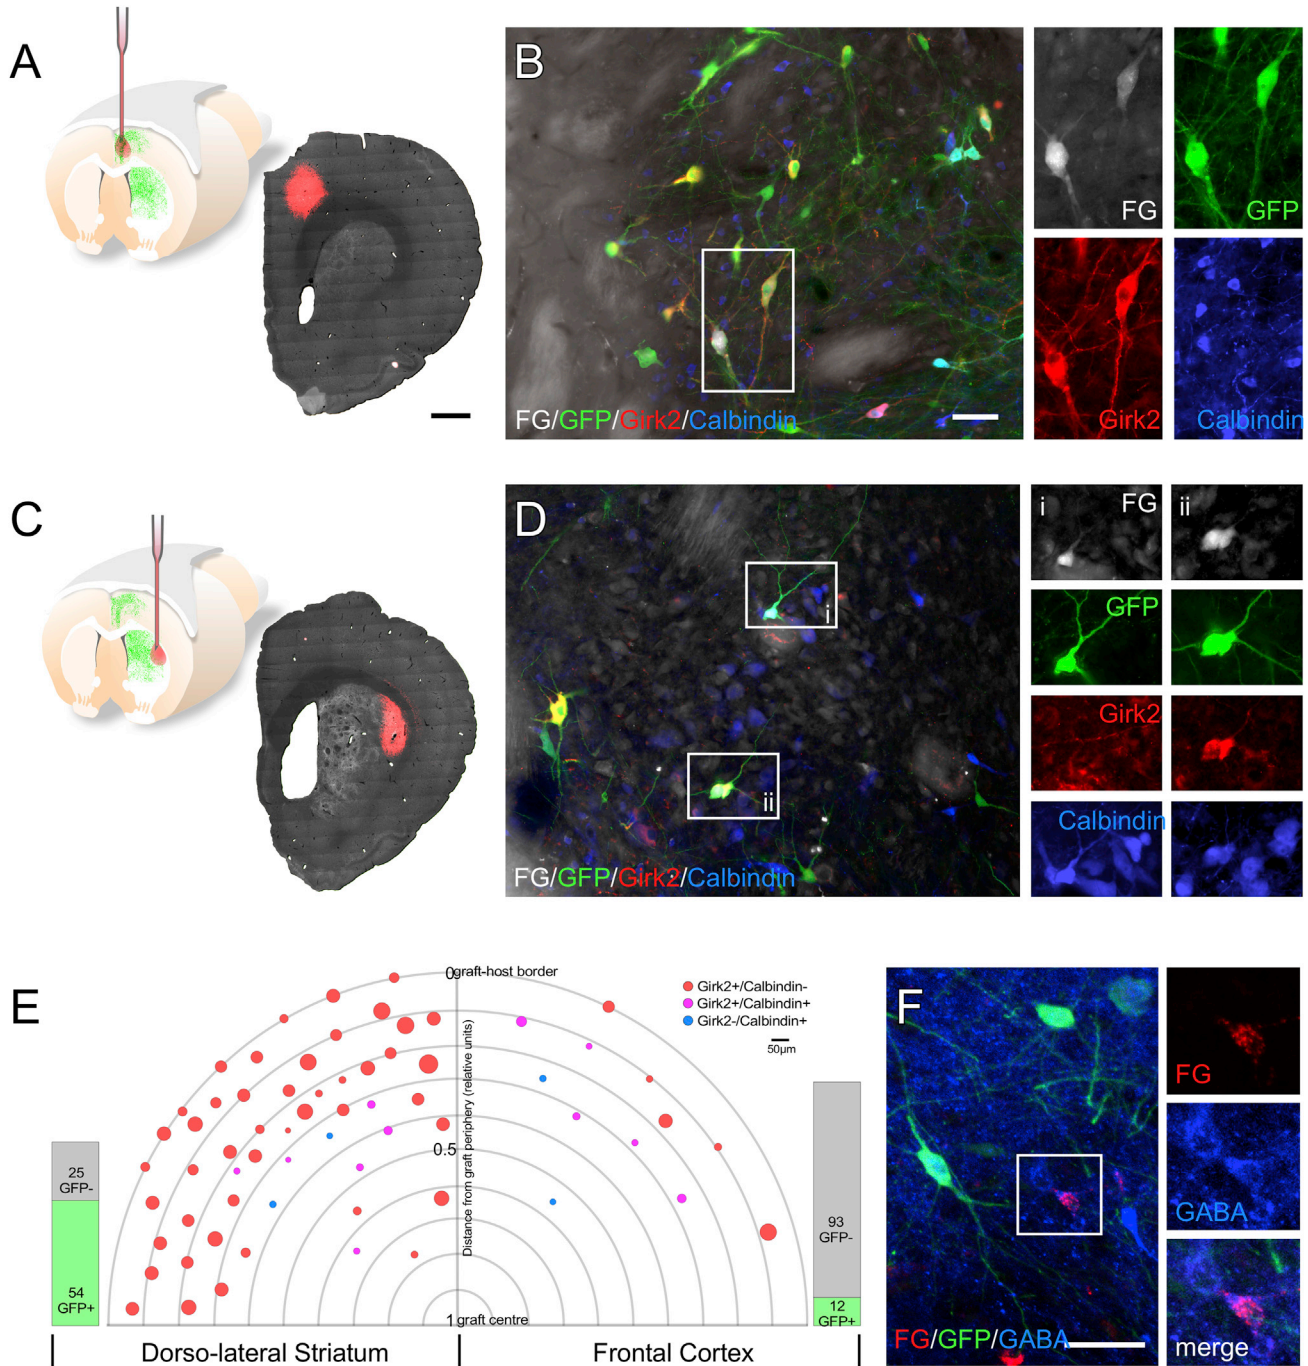 A
B
FG
GFP
Girk2
Calbindin
FG/GFP/Girk2/Calbindin
C
D
i
ii
FG/GFP/Girk2/Calbindin
i
FG
ii
GFP
Girk2
Calbindin
E
0
graft-host border
Girk2+/Calbindin-
Girk2+/Calbindin+
Girk2-/Calbindin+
50µm
Distance from graft periphery (relative units)
0.5
1
graft centre
25
GFP-
54
GFP+
93
GFP-
12
GFP+
Dorso-lateral Striatum
Frontal Cortex
F
FG/GFP/GABA
FG
GABA
merge